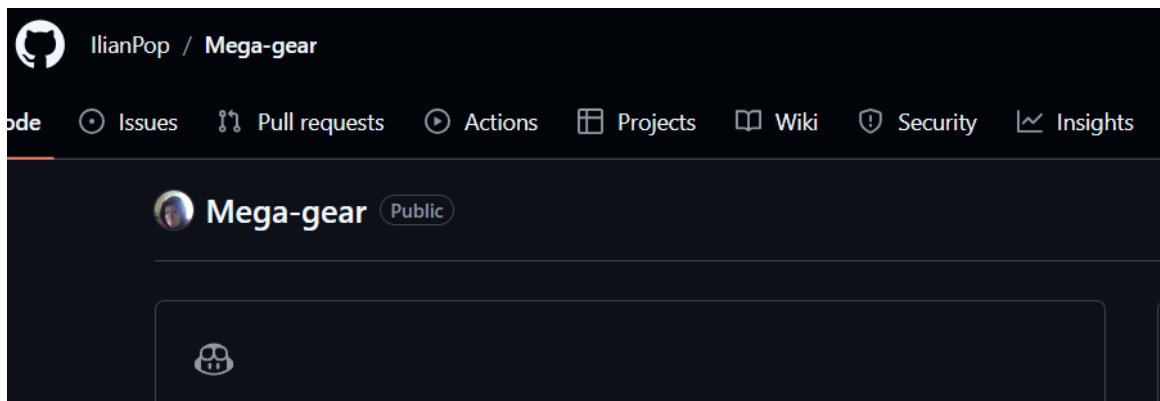 IlianPop / Mega-gear
ode Issues Pull requests Actions Projects Wiki Security Insights
Mega-gear Public